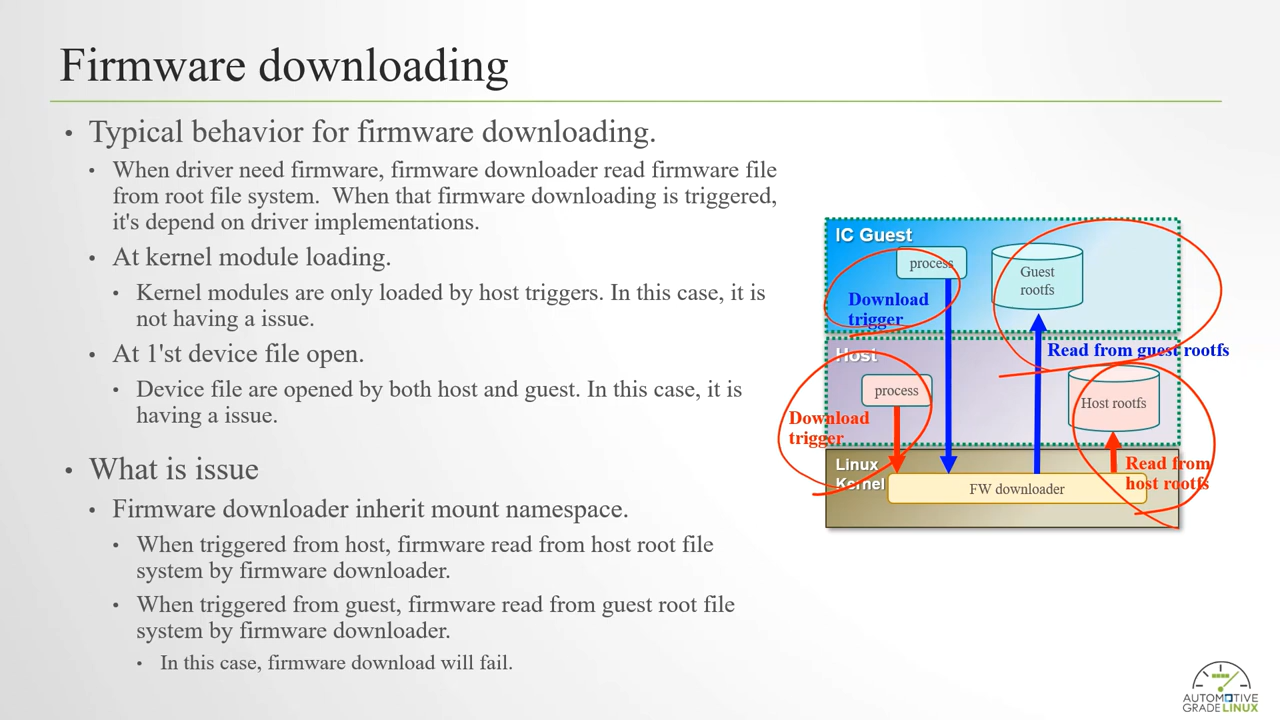 Firmware downloading
• Typical behavior for firmware downloading.
• When driver need firmware, firmware downloader read firmware file
from root file system.  When that firmware downloading is triggered,
it's depend on driver implementations.
• At kernel module loading.
• Kernel modules are only loaded by host triggers. In this case, it is
not having a issue.
• At 1'st device file open.
• Device file are opened by both host and guest. In this case, it is
having a issue.
• What is issue
• Firmware downloader inherit mount namespace.
• When triggered from host, firmware read from host root file
system by firmware downloader.
• When triggered from guest, firmware read from guest root file
system by firmware downloader.
• In this case, firmware download will fail.
IC Guest
process
Guest
rootfs
Download
trigger
Host
Read from guest rootfs
process
Host rootfs
Download
trigger
Linux
Kernel
Read from
host rootfs
FW downloader
AUTOMOTIVE
GRADE LINUX